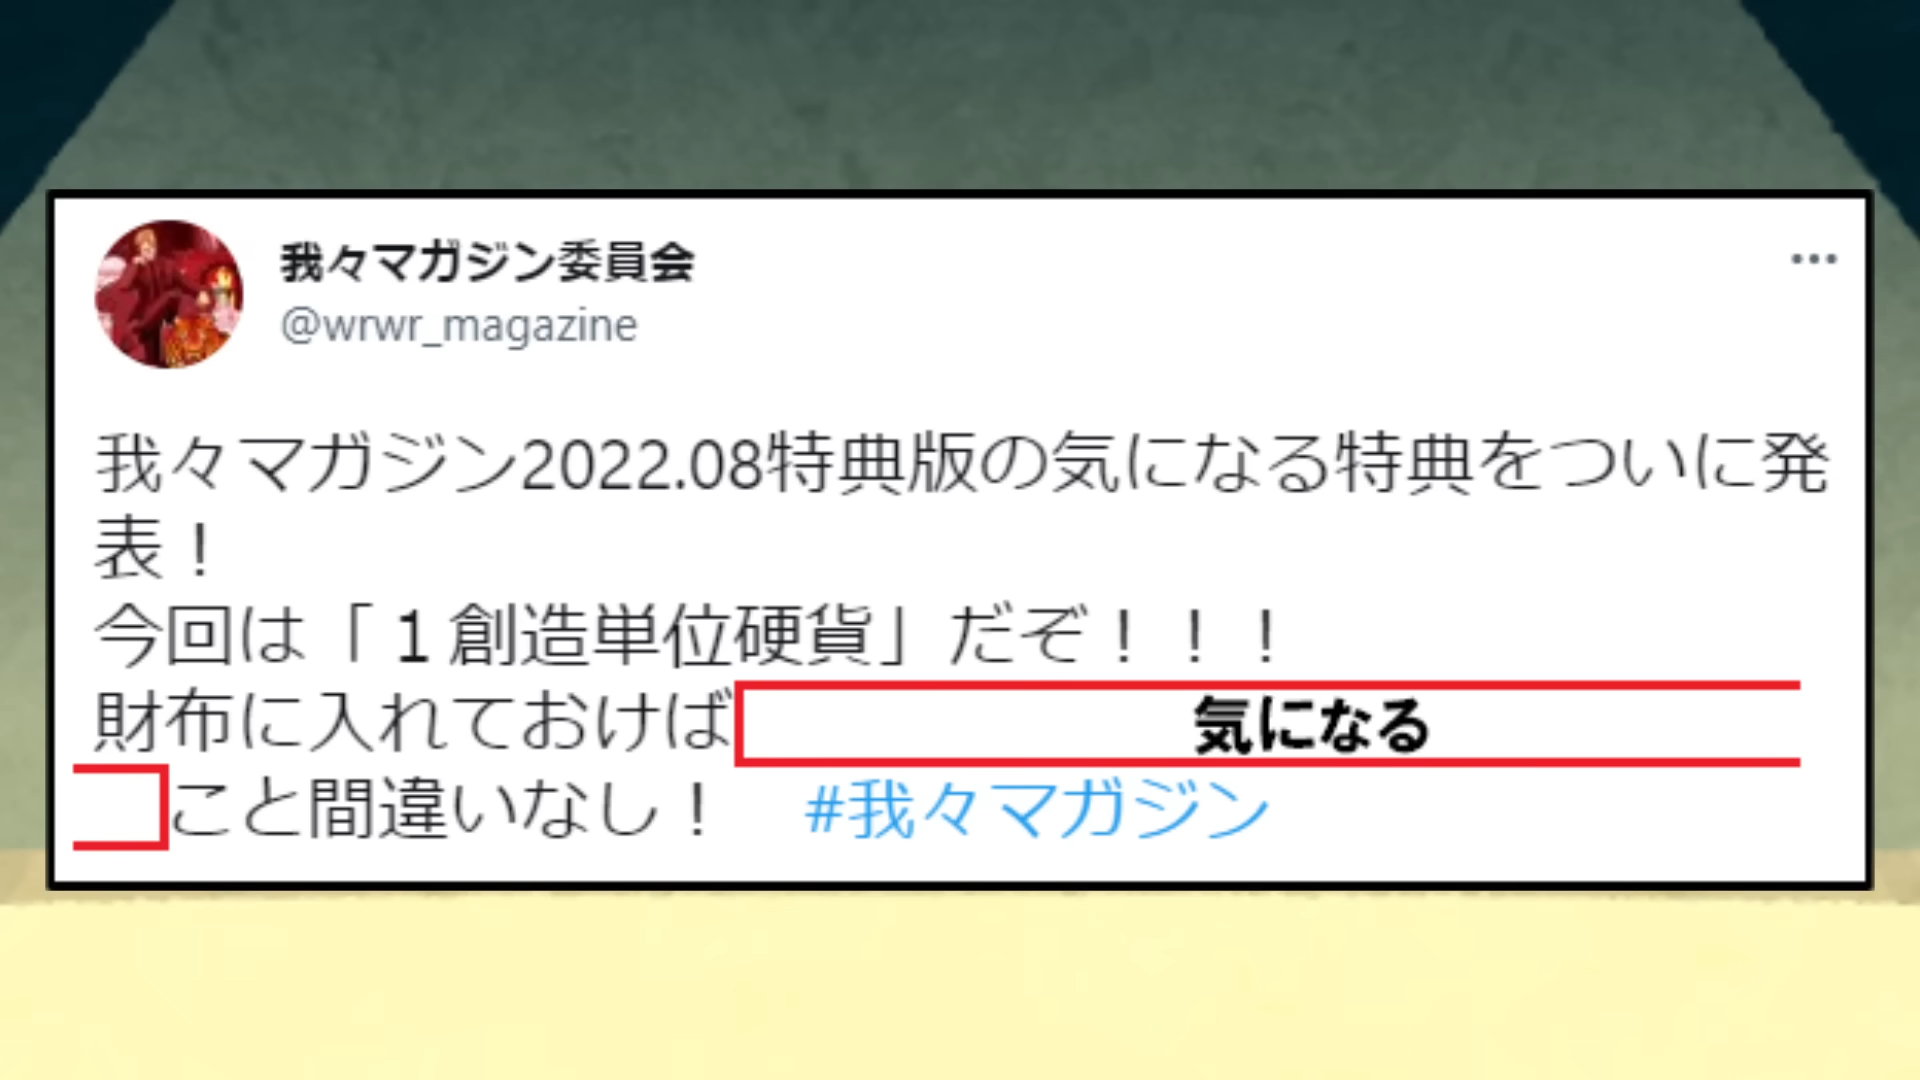 我々マガジン委員会
@wrwr_magazine
我々マガジン2022.08特典版の気になる特典をついに発
表！
今回は「１創造単位硬貨」だぞ！！！
財布に入れておけば 気になる
こと間違いなし！　#我々マガジン